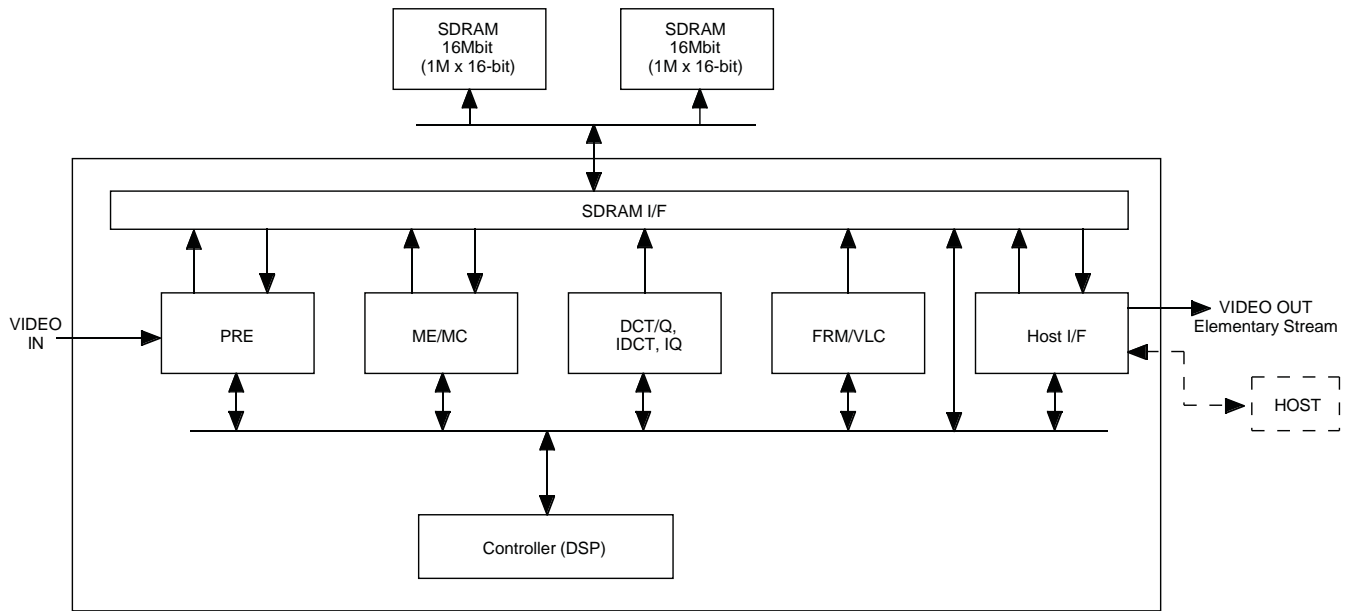 SDRAM
16Mbit
(1M x 16-bit)
SDRAM
16Mbit
(1M x 16-bit)
SDRAM I/F
VIDEO
IN
PRE
ME/MC
DCT/Q,
IDCT, IQ
FRM/VLC
Host I/F
VIDEO OUT
Elementary Stream
HOST
Controller (DSP)